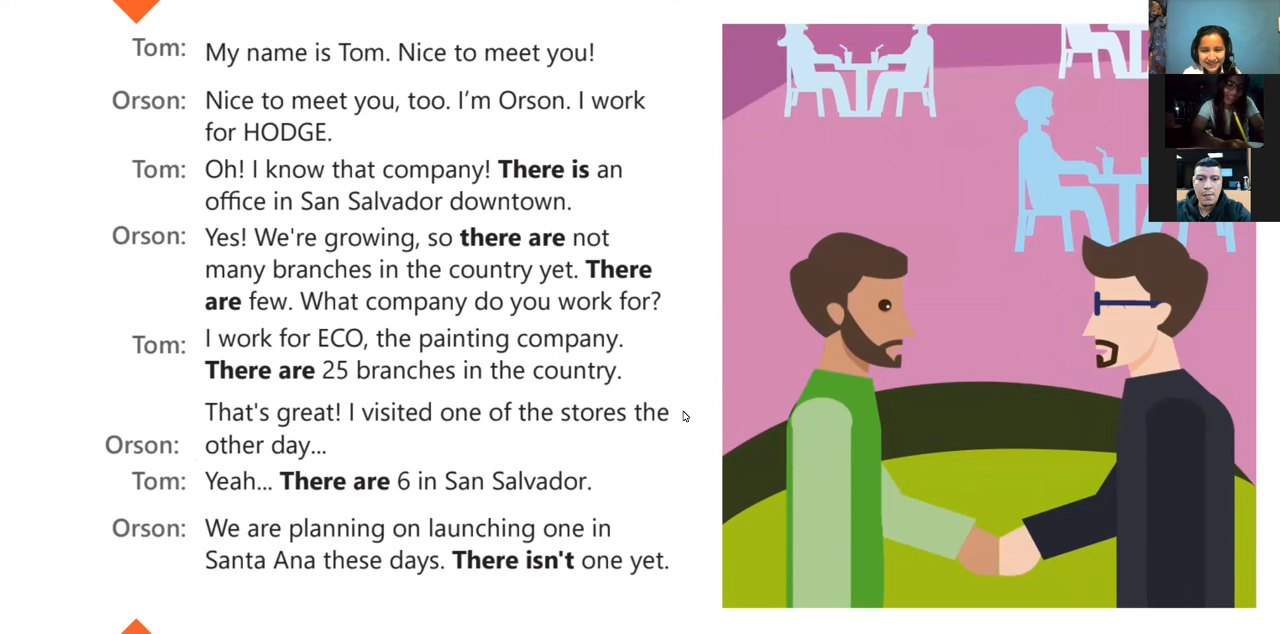 Tom: My name is Tom. Nice to meet you!
Orson: Nice to meet you, too. I'm Orson. I work
for HODGE.
Tom: Oh! I know that company! There is an
office in San Salvador downtown.
Orson: Yes! We're growing, so there are not
many branches in the country yet. There
are few. What company do you work for?
Tom: I work for ECO, the painting company.
There are 25 branches in the country.
That's great! I visited one of the stores the
Orson: other day...
Tom: Yeah... There are 6 in San Salvador.
Orson: We are planning on launching one in
Santa Ana these days. There isn't one yet.